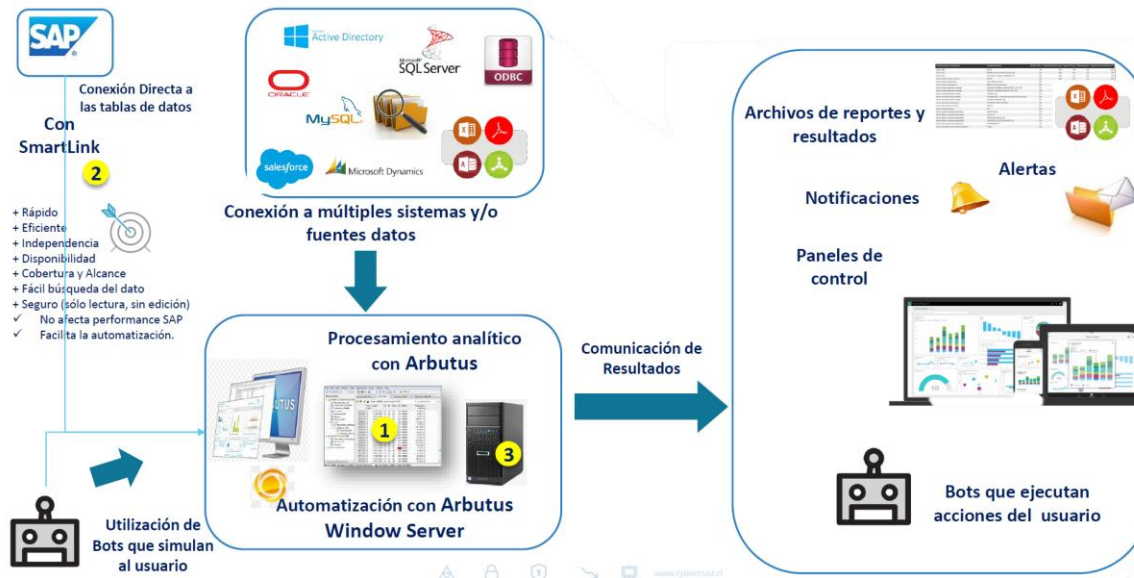 SAP
Conexión Directa a
las tablas de datos
Con
SmartLink
2
+ Rápido
+ Eficiente
+ Independencia
+ Disponibilidad
+ Cobertura y Alcance
+ Fácil búsqueda del dato
+ Seguro (sólo lectura, sin edición)
✓ No afecta performance SAP
✓ Facilita la automatización.
Active Directory
Microsoft
SQL Server
ODBC
ORACLE
MySQL
salesforce
Microsoft Dynamics
Conexión a múltiples sistemas y/o
fuentes datos
Procesamiento analítico
con Arbutus
1
3
Automatización con Arbutus
Window Server
Utilización de
Bots que simulan
al usuario
Comunicación de
Resultados
Archivos de reportes y
resultados
Alertas
Notificaciones
Paneles de
control
Bots que ejecutan
acciones del usuario
www.cybertrust.cl